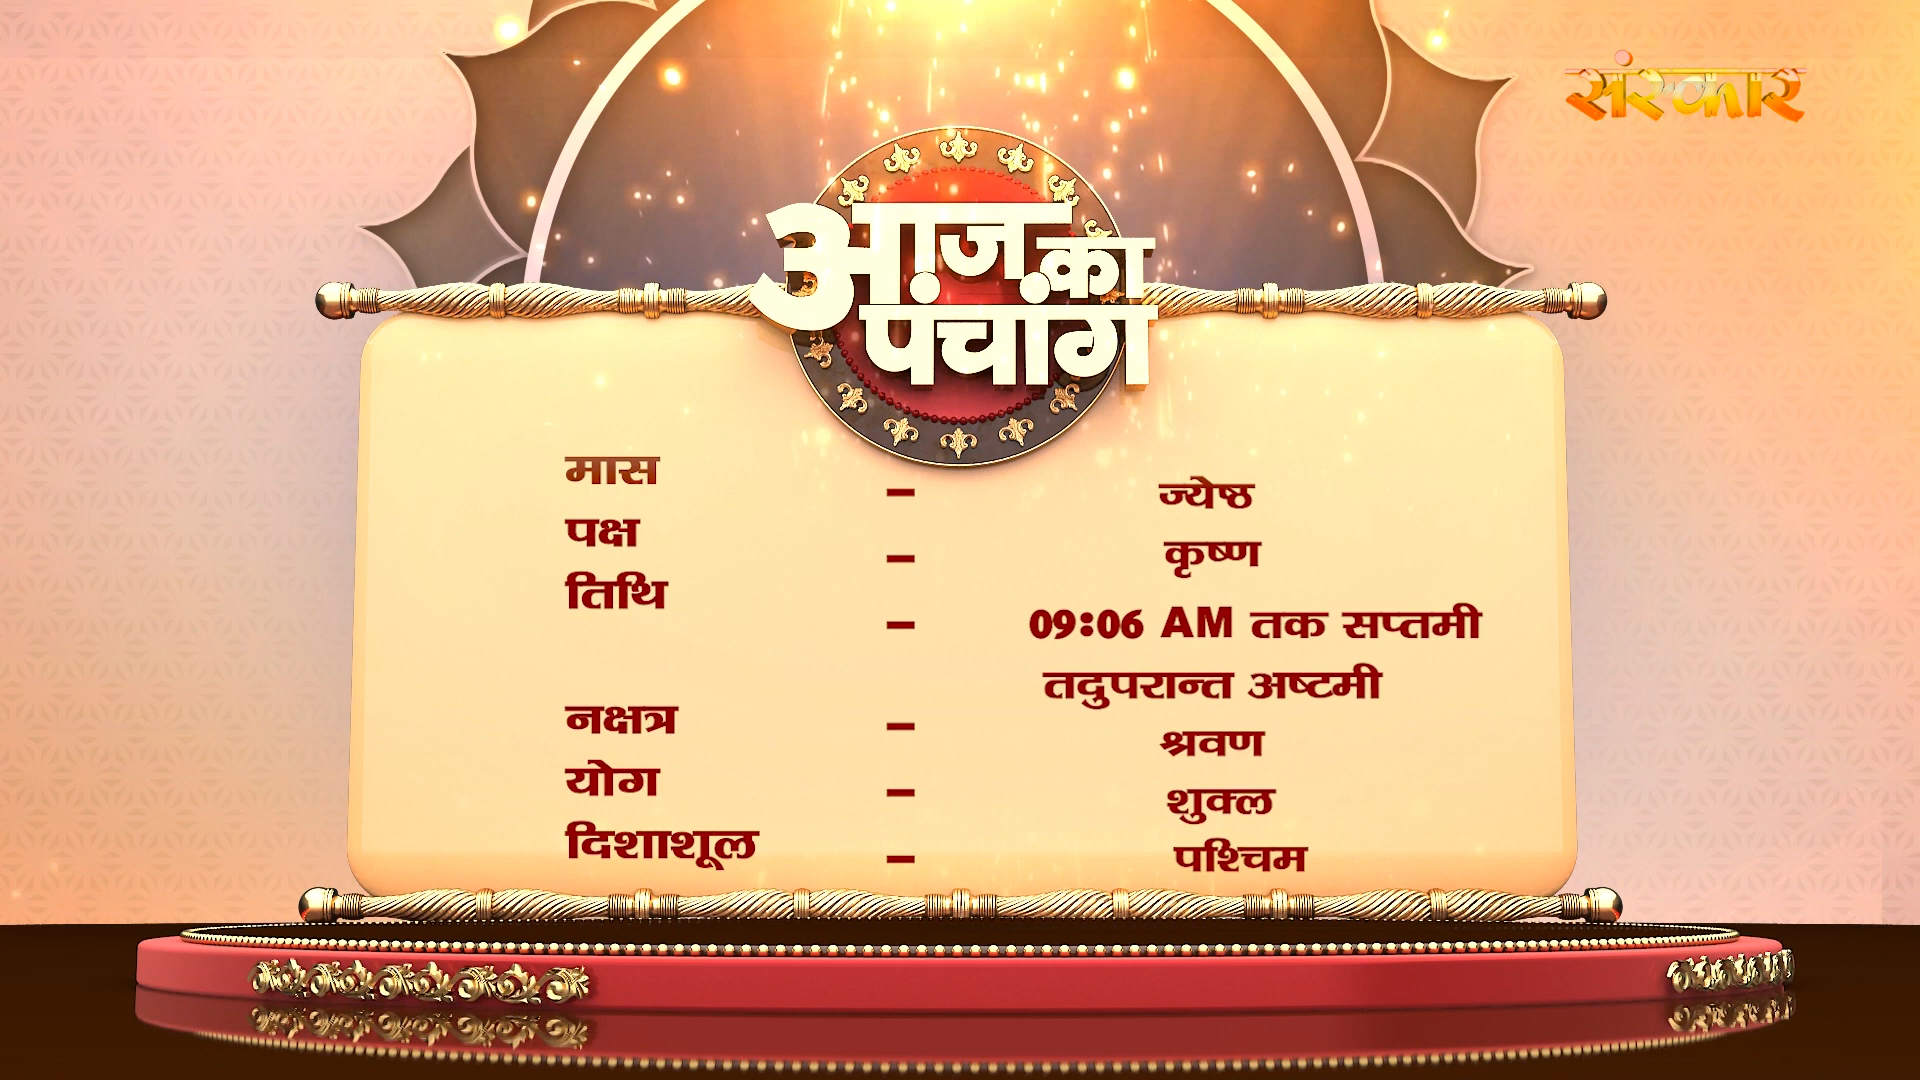 संस्कार
आज का
पंचांग
मास – ज्येष्ठ
पक्ष – कृष्ण
तिथि – 09:06 AM तक सप्तमी
तदुपरान्त अष्टमी
नक्षत्र – श्रवण
योग – शुक्ल
दिशाशूल – पश्चिम